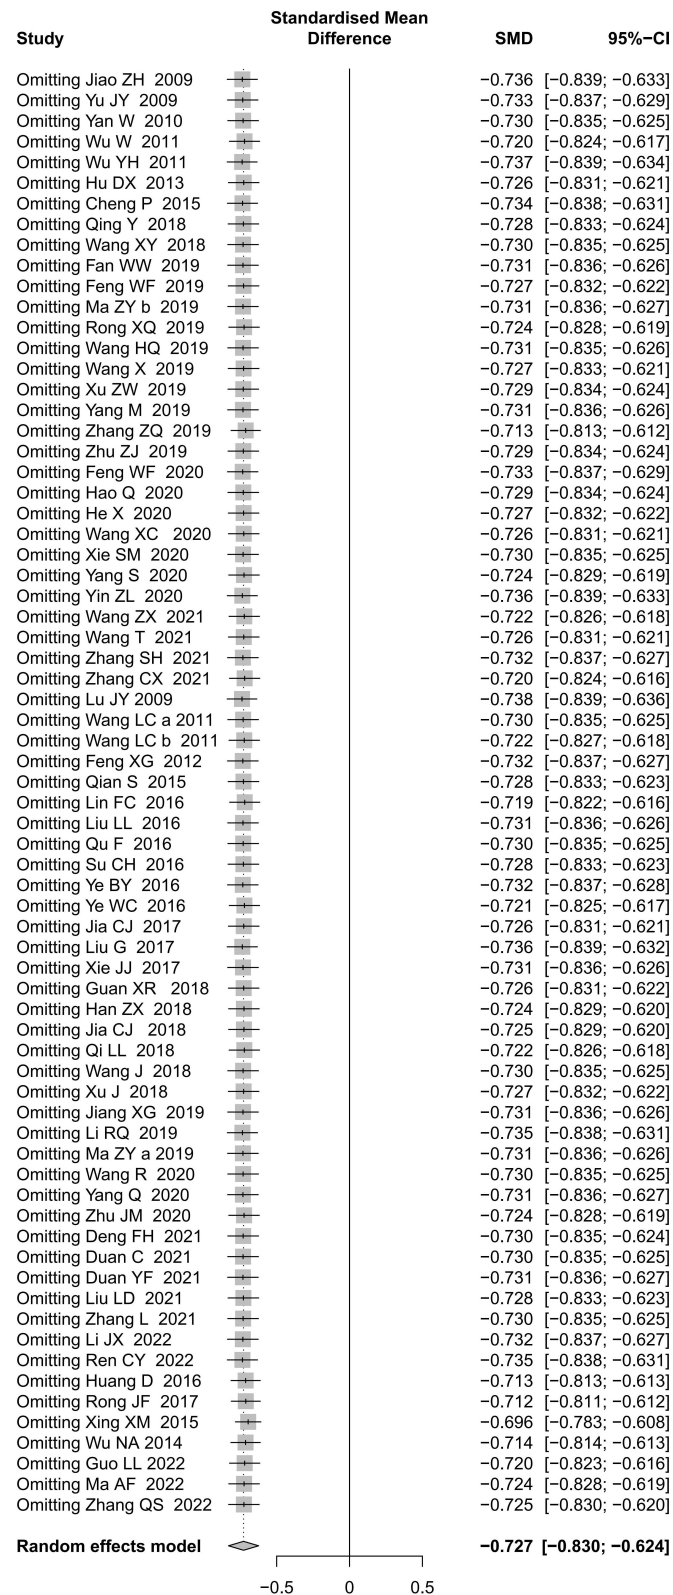 Standardised Mean
Study Difference SMD 95%−CI
Omitting Jiao ZH 2009 −0.736 [−0.839; −0.633]
Omitting Yu JY 2009 −0.733 [−0.837; −0.629]
Omitting Yan W 2010 −0.730 [−0.835; −0.625]
Omitting Wu W 2011 −0.720 [−0.824; −0.617]
Omitting Wu YH 2011 −0.737 [−0.839; −0.634]
Omitting Hu DX 2013 −0.726 [−0.831; −0.621]
Omitting Cheng P 2015 −0.734 [−0.838; −0.631]
Omitting Qing Y 2018 −0.728 [−0.833; −0.624]
Omitting Wang XY 2018 −0.730 [−0.835; −0.625]
Omitting Fan WW 2019 −0.731 [−0.836; −0.626]
Omitting Feng WF 2019 −0.727 [−0.832; −0.622]
Omitting Ma ZY b 2019 −0.731 [−0.836; −0.627]
Omitting Rong XQ 2019 −0.724 [−0.828; −0.619]
Omitting Wang HQ 2019 −0.731 [−0.835; −0.626]
Omitting Wang X 2019 −0.727 [−0.833; −0.621]
Omitting Xu ZW 2019 −0.729 [−0.834; −0.624]
Omitting Yang M 2019 −0.731 [−0.836; −0.626]
Omitting Zhang ZQ 2019 −0.713 [−0.813; −0.612]
Omitting Zhu ZJ 2019 −0.729 [−0.834; −0.624]
Omitting Feng WF 2020 −0.733 [−0.837; −0.629]
Omitting Hao Q 2020 −0.729 [−0.834; −0.624]
Omitting He X 2020 −0.727 [−0.832; −0.622]
Omitting Wang XC 2020 −0.726 [−0.831; −0.621]
Omitting Xie SM 2020 −0.730 [−0.835; −0.625]
Omitting Yang S 2020 −0.724 [−0.829; −0.619]
Omitting Yin ZL 2020 −0.736 [−0.839; −0.633]
Omitting Wang ZX 2021 −0.722 [−0.826; −0.618]
Omitting Wang T 2021 −0.726 [−0.831; −0.621]
Omitting Zhang SH 2021 −0.732 [−0.837; −0.627]
Omitting Zhang CX 2021 −0.720 [−0.824; −0.616]
Omitting Lu JY 2009 −0.738 [−0.839; −0.636]
Omitting Wang LC a 2011 −0.730 [−0.835; −0.625]
Omitting Wang LC b 2011 −0.722 [−0.827; −0.618]
Omitting Feng XG 2012 −0.732 [−0.837; −0.627]
Omitting Qian S 2015 −0.728 [−0.833; −0.623]
Omitting Lin FC 2016 −0.719 [−0.822; −0.616]
Omitting Liu LL 2016 −0.731 [−0.836; −0.626]
Omitting Qu F 2016 −0.730 [−0.835; −0.625]
Omitting Su CH 2016 −0.728 [−0.833; −0.623]
Omitting Ye BY 2016 −0.732 [−0.837; −0.628]
Omitting Ye WC 2016 −0.721 [−0.825; −0.617]
Omitting Jia CJ 2017 −0.726 [−0.831; −0.621]
Omitting Liu G 2017 −0.736 [−0.839; −0.632]
Omitting Xie JJ 2017 −0.731 [−0.836; −0.626]
Omitting Guan XR 2018 −0.726 [−0.831; −0.622]
Omitting Han ZX 2018 −0.724 [−0.829; −0.620]
Omitting Jia CJ 2018 −0.725 [−0.829; −0.620]
Omitting Qi LL 2018 −0.722 [−0.826; −0.618]
Omitting Wang J 2018 −0.730 [−0.835; −0.625]
Omitting Xu J 2018 −0.727 [−0.832; −0.622]
Omitting Jiang XG 2019 −0.731 [−0.836; −0.626]
Omitting Li RQ 2019 −0.735 [−0.838; −0.631]
Omitting Ma ZY a 2019 −0.731 [−0.836; −0.626]
Omitting Wang R 2020 −0.730 [−0.835; −0.625]
Omitting Yang Q 2020 −0.731 [−0.836; −0.627]
Omitting Zhu JM 2020 −0.724 [−0.828; −0.619]
Omitting Deng FH 2021 −0.730 [−0.835; −0.624]
Omitting Duan C 2021 −0.730 [−0.835; −0.625]
Omitting Duan YF 2021 −0.731 [−0.836; −0.627]
Omitting Liu LD 2021 −0.728 [−0.833; −0.623]
Omitting Zhang L 2021 −0.730 [−0.835; −0.625]
Omitting Li JX 2022 −0.732 [−0.837; −0.627]
Omitting Ren CY 2022 −0.735 [−0.838; −0.631]
Omitting Huang D 2016 −0.713 [−0.813; −0.613]
Omitting Rong JF 2017 −0.712 [−0.811; −0.612]
Omitting Xing XM 2015 −0.696 [−0.783; −0.608]
Omitting Wu NA 2014 −0.714 [−0.814; −0.613]
Omitting Guo LL 2022 −0.720 [−0.823; −0.616]
Omitting Ma AF 2022 −0.724 [−0.828; −0.619]
Omitting Zhang QS 2022 −0.725 [−0.830; −0.620]
Random effects model −0.727 [−0.830; −0.624]
−0.5 0 0.5